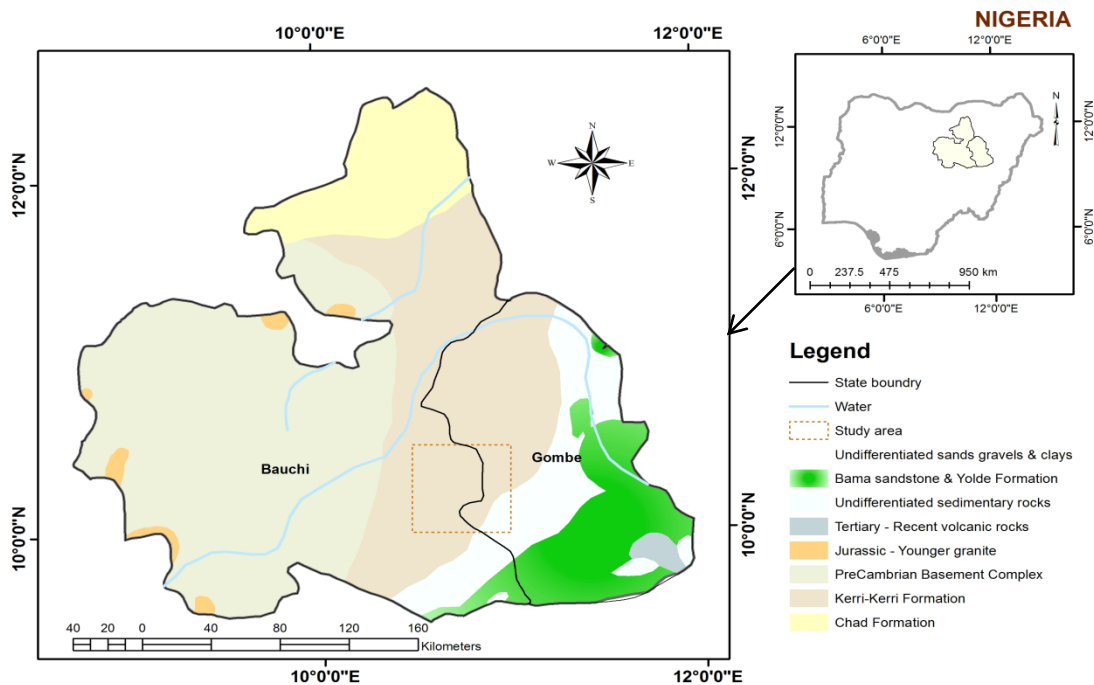 NIGERIA
10°0'0"E
12°0'0"E
12°0'0"N
12°0'0"N
10°0'0"N
10°0'0"N
10°0'0"E
12°0'0"E
N
W
E
S
Bauchi
Gombe
40 20 0 40 80 120 160
Kilometers
6°0'0"E
12°0'0"E
12°0'0"N
12°0'0"N
6°0'0"N
6°0'0"N
N
0 237.5 475 950 km
6°0'0"E
12°0'0"E
Legend
State boundry
Water
Study area
Undifferentiated sands gravels & clays
Bama sandstone & Yolde Formation
Undifferentiated sedimentary rocks
Tertiary - Recent volcanic rocks
Jurassic - Younger granite
PreCambrian Basement Complex
Kerri-Kerri Formation
Chad Formation